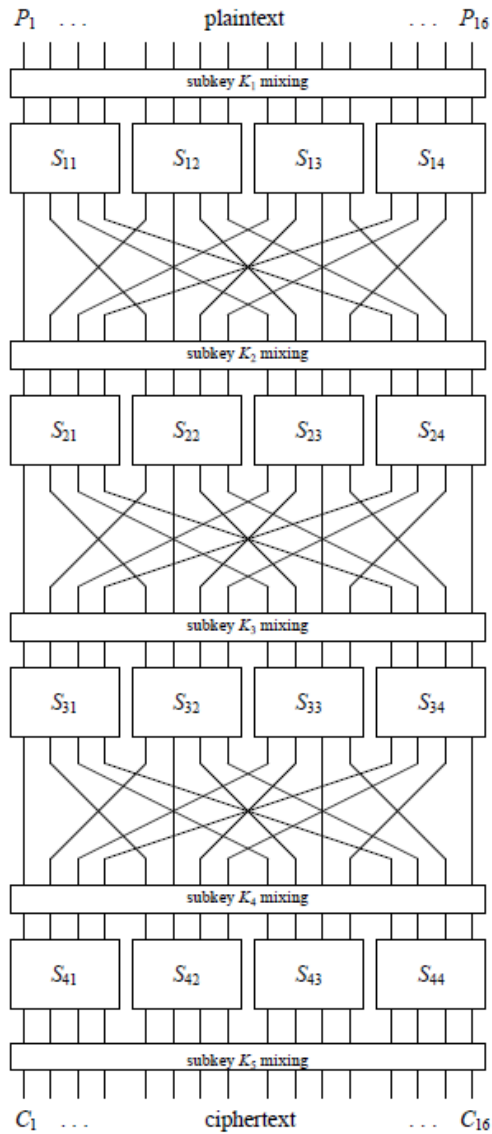 P₁ . . . plaintext . . . P₁₆
subkey K₁ mixing
S₁₁ S₁₂ S₁₃ S₁₄
subkey K₂ mixing
S₂₁ S₂₂ S₂₃ S₂₄
subkey K₃ mixing
S₃₁ S₃₂ S₃₃ S₃₄
subkey K₄ mixing
S₄₁ S₄₂ S₄₃ S₄₄
subkey K₅ mixing
C₁ . . . ciphertext . . . C₁₆